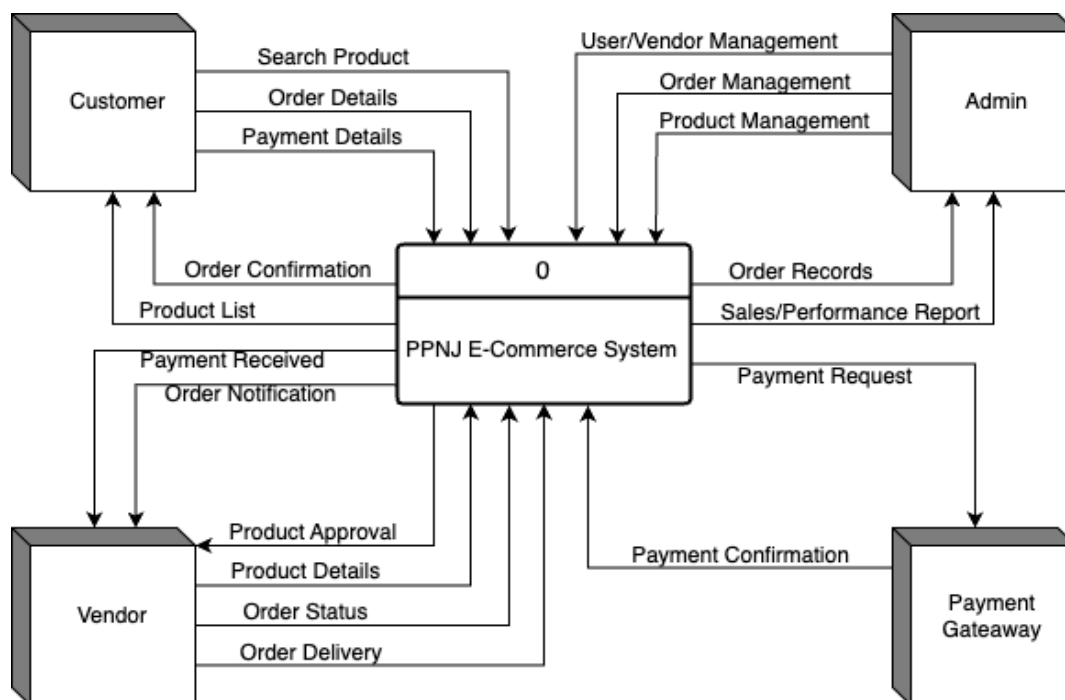 Customer
Search Product
Order Details
Payment Details
User/Vendor Management
Order Management
Product Management
Admin
Order Confirmation
Product List
0
PPNJ E-Commerce System
Order Records
Sales/Performance Report
Payment Received
Order Notification
Payment Request
Vendor
Product Approval
Product Details
Order Status
Order Delivery
Payment Confirmation
Payment
Gateaway